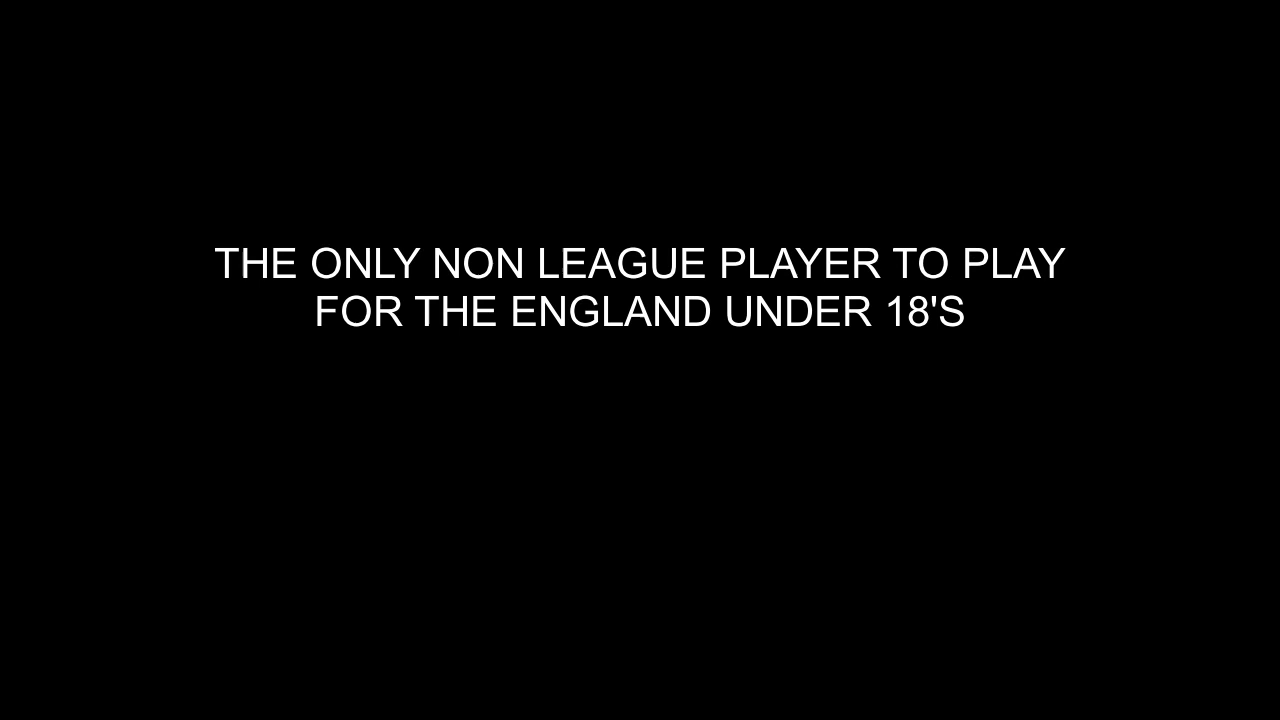 THE ONLY NON LEAGUE PLAYER TO PLAY
FOR THE ENGLAND UNDER 18'S